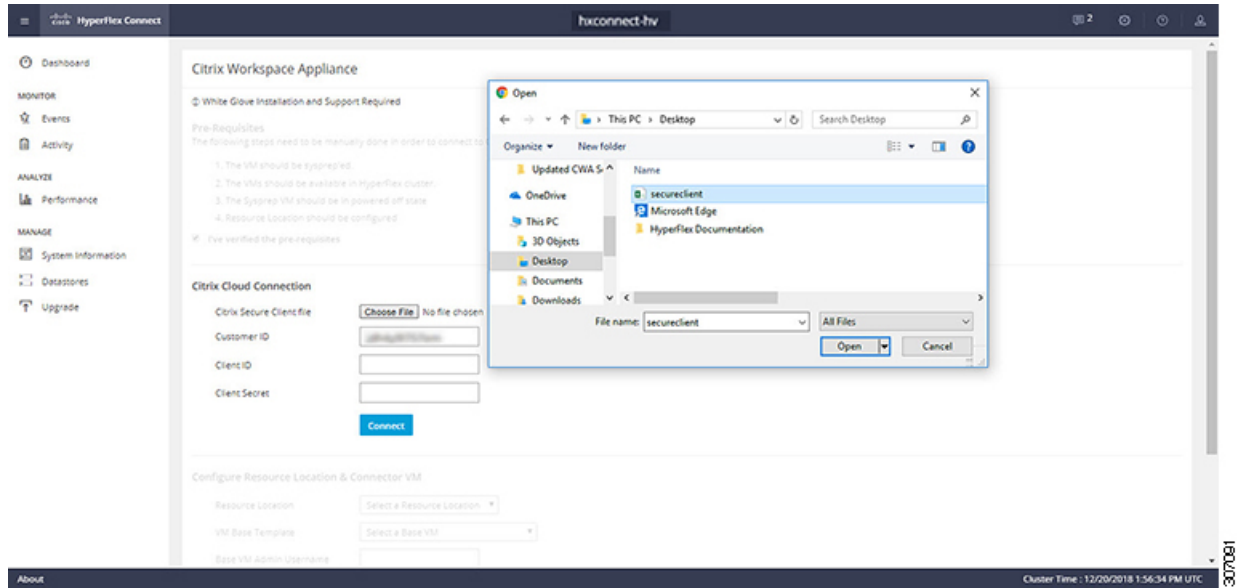 cisco HyperFlex Connect
hxconnect-hv
2
Dashboard
MONITOR
Events
Activity
ANALYZE
Performance
MANAGE
System Information
Datastores
Upgrade
Citrix Workspace Appliance
White Glove Installation and Support Required
Pre-Requisites
The following steps need to be manually done in order to connect to
1. The VM should be sysprep'ed
2. The VMs should be available in HyperFlex cluster.
3. The Sysprep VM should be in powered off state
4. Resource Location should be configured
I've verified the pre-requisites
Citrix Cloud Connection
Citrix Secure Client file
Choose File No file chosen
Customer ID
Client ID
Client Secret
Connect
Configure Resource Location & Connector VM
Resource Location
Select a Resource Location
VM Base Template
Select a Base VM
Base VM Admin Username
Open
This PC > Desktop
Search Desktop
Organize
New folder
Updated CWA S
OneDrive
This PC
3D Objects
Desktop
Documents
Downloads
Name
secureclient
Microsoft Edge
HyperFlex Documentation
File name: secureclient
All Files
Open
Cancel
About
Cluster Time : 12/20/2018 1:56:34 PM UTC
307091